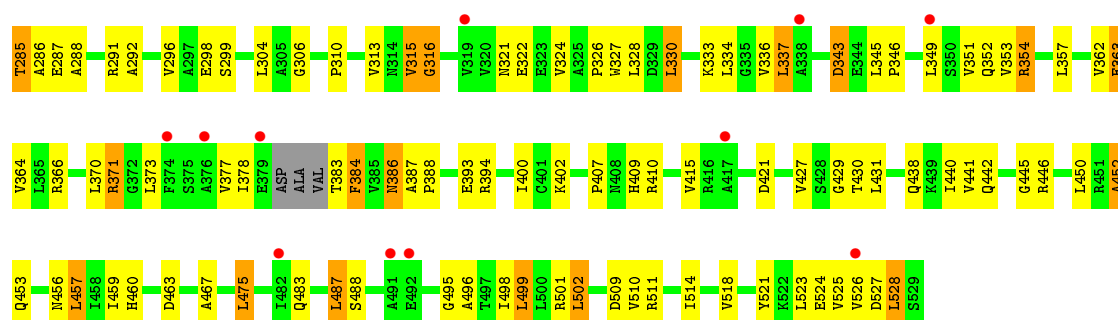 T285 A286 E287 A288 R291 A292 V296 A297 E298 S299 L304 A305 G306 P310 V313 N314 V315 G316 V319 V320 N321 E322 E323 V324 A325 P326 W327 L328 D329 L330 K333 L334 G335 V336 L337 A338 D343 E344 L345 P346 L349 S350 V351 Q352 V353 R354 L357 V362
V364 L365 R366 L370 R371 G372 L373 F374 S375 A376 V377 I378 E379 ASP ALA VAL T383 F384 V385 N386 A387 P388 E393 R394 I400 C401 K402 P407 N408 H409 R410 V415 R416 A417 D421 V427 S428 G429 T430 L431 Q438 K439 I440 V441 Q442 G445 R446 L450 R451
Q453 N456 L457 I458 I459 H460 D463 A467 L475 I482 Q483 L487 S488 A491 E492 G495 A496 T497 I498 L499 L500 R501 L502 D509 V510 R511 I514 V518 Y521 K522 L523 E524 V525 V526 D527 L528 S529